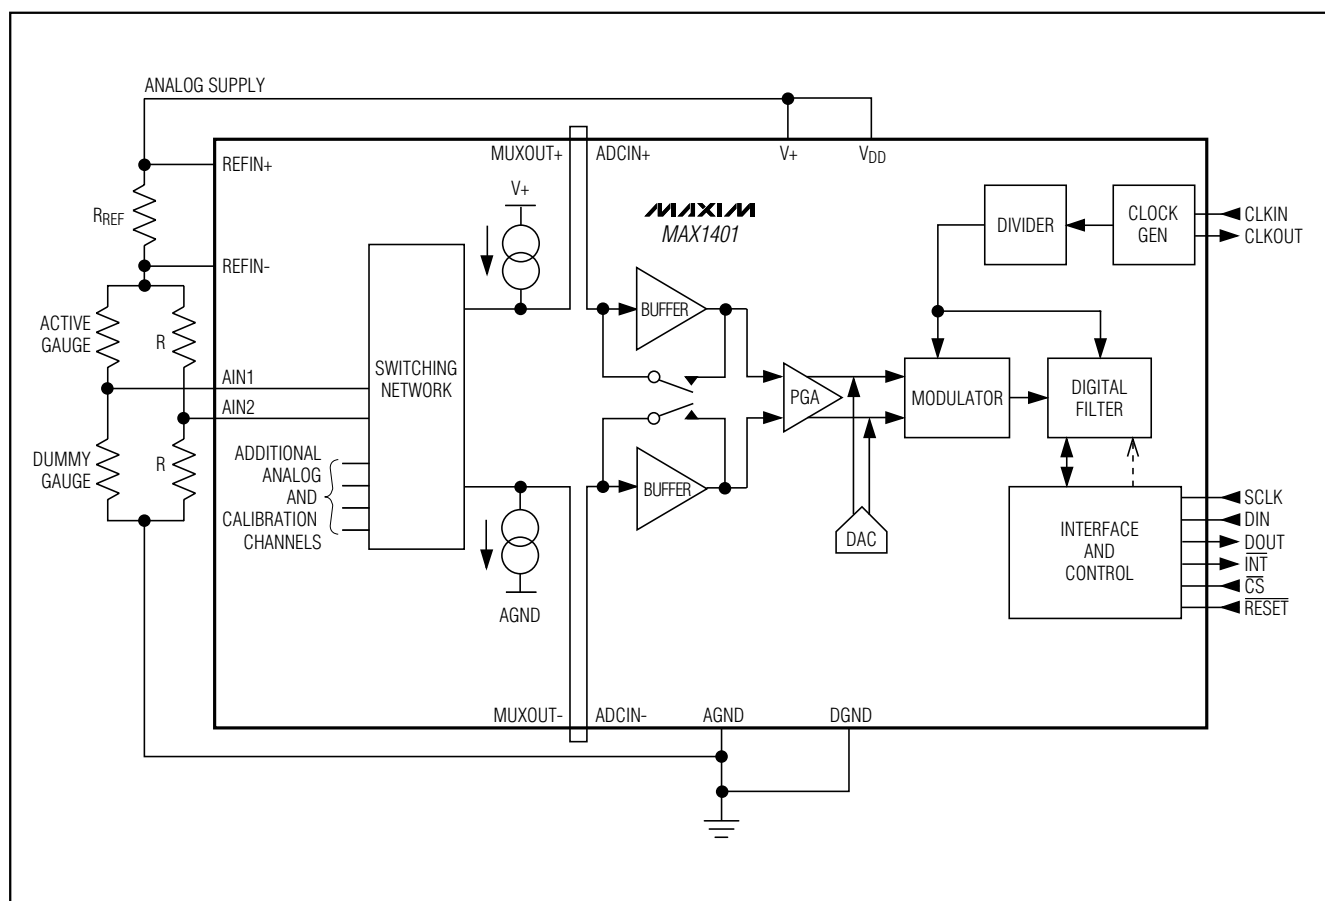 ANALOG SUPPLY
REFIN+
MUXOUT+
ADCIN+
V+
VDD
RREF
REFIN-
V+
MAXIM
MAX1401
DIVIDER
CLOCK
GEN
CLKIN
CLKOUT
ACTIVE
GAUGE
R
BUFFER
AIN1
AIN2
SWITCHING
NETWORK
PGA
MODULATOR
DIGITAL
FILTER
DUMMY
GAUGE
R
ADDITIONAL
ANALOG
AND
CALIBRATION
CHANNELS
BUFFER
DAC
AGND
INTERFACE
AND
CONTROL
SCLK
DIN
DOUT
INT
CS
RESET
MUXOUT-
ADCIN-
AGND
DGND